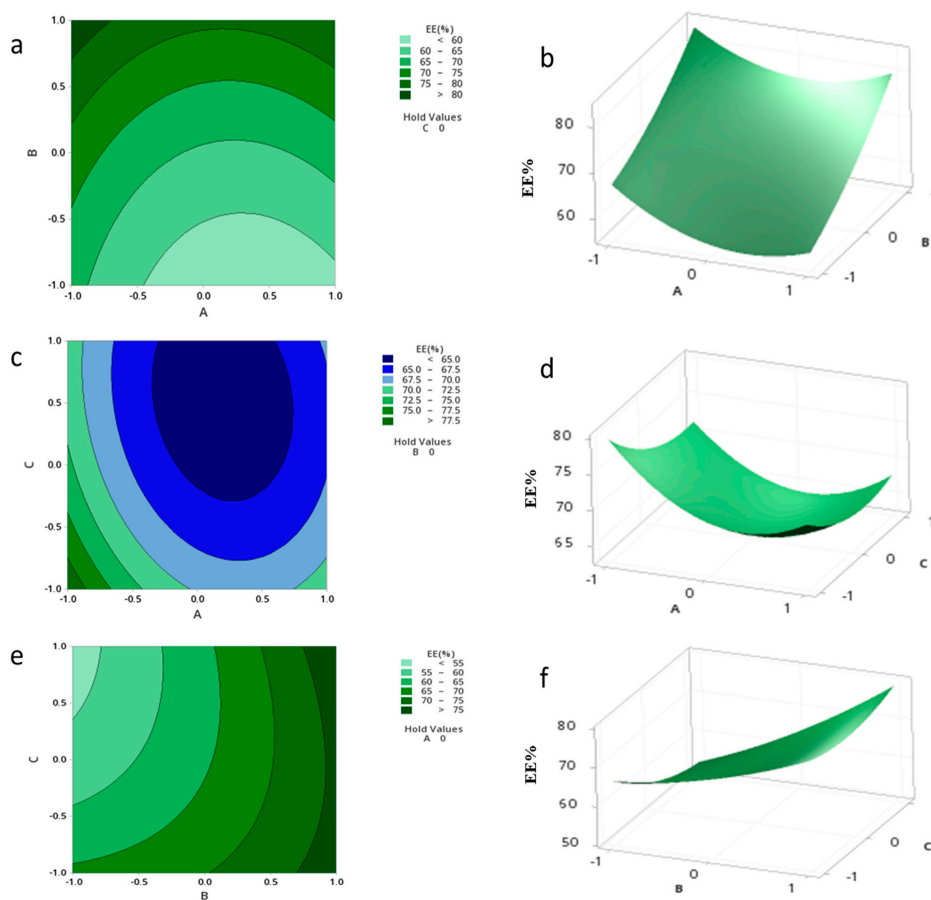 a
EE(%)
< 60
60 – 65
65 – 70
70 – 75
75 – 80
> 80
Hold Values
C 0
1.0
0.5
0.0
-0.5
-1.0
B
-1.0 -0.5 0.0 0.5 1.0
A
b
EE%
80
70
60
-1 0 1
A
-1 0
B
c
EE(%)
< 65.0
65.0 – 67.5
67.5 – 70.0
70.0 – 72.5
72.5 – 75.0
75.0 – 77.5
> 77.5
Hold Values
B 0
1.0
0.5
0.0
-0.5
-1.0
C
-1.0 -0.5 0.0 0.5 1.0
A
d
EE%
80
75
70
65
-1 0 1
A
-1 0 1
C
e
EE(%)
< 55
55 – 60
60 – 65
65 – 70
70 – 75
> 75
Hold Values
A 0
1.0
0.5
0.0
-0.5
-1.0
C
-1.0 -0.5 0.0 0.5 1.0
B
f
EE%
80
70
60
50
-1 0 1
B
-1 0
C